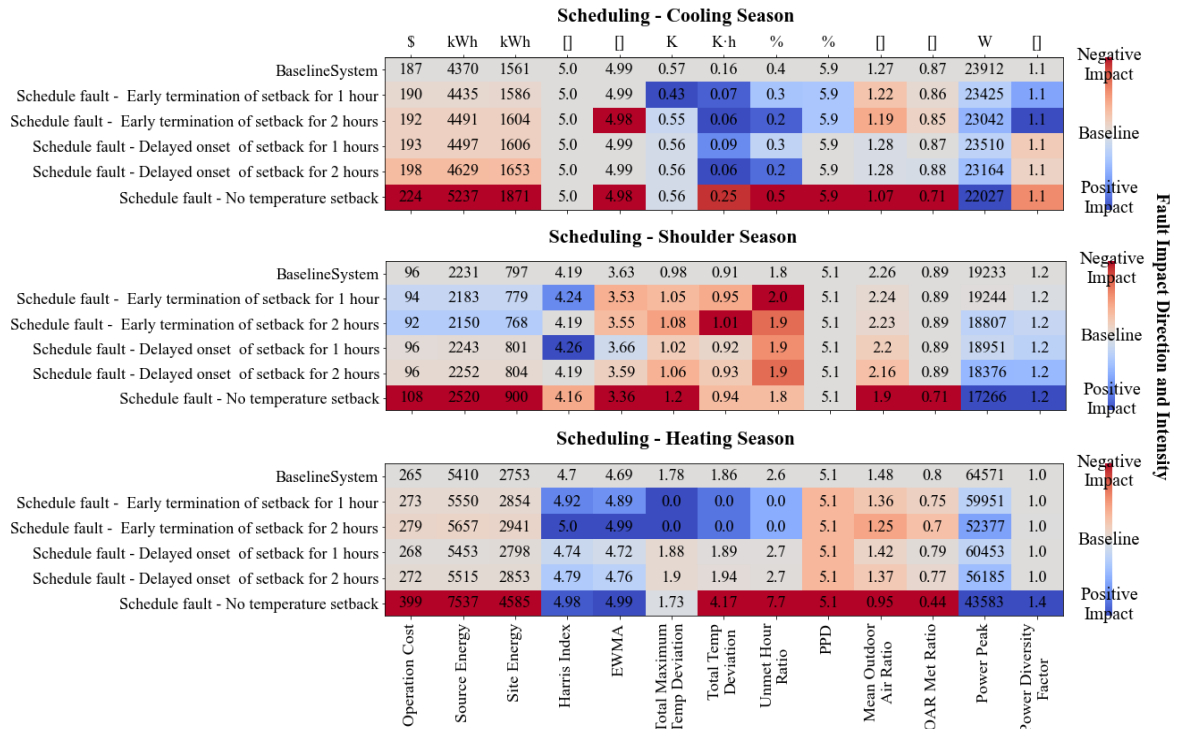 Scheduling - Cooling Season
$ kWh kWh [] [] K K·h % % [] [] W []
BaselineSystem 187 4370 1561 5.0 4.99 0.57 0.16 0.4 5.9 1.27 0.87 23912 1.1
Schedule fault - Early termination of setback for 1 hour 190 4435 1586 5.0 4.99 0.43 0.07 0.3 5.9 1.22 0.86 23425 1.1
Schedule fault - Early termination of setback for 2 hours 192 4491 1604 5.0 4.98 0.55 0.06 0.2 5.9 1.19 0.85 23042 1.1
Schedule fault - Delayed onset of setback for 1 hours 193 4497 1606 5.0 4.99 0.56 0.09 0.3 5.9 1.28 0.87 23510 1.1
Schedule fault - Delayed onset of setback for 2 hours 198 4629 1653 5.0 4.99 0.56 0.06 0.2 5.9 1.28 0.88 23164 1.1
Schedule fault - No temperature setback 224 5237 1871 5.0 4.98 0.56 0.25 0.5 5.9 1.07 0.71 22027 1.1
Negative
Impact
Baseline
Positive
Impact
Scheduling - Shoulder Season
BaselineSystem 96 2231 797 4.19 3.63 0.98 0.91 1.8 5.1 2.26 0.89 19233 1.2
Schedule fault - Early termination of setback for 1 hour 94 2183 779 4.24 3.53 1.05 0.95 2.0 5.1 2.24 0.89 19244 1.2
Schedule fault - Early termination of setback for 2 hours 92 2150 768 4.19 3.55 1.08 1.01 1.9 5.1 2.23 0.89 18807 1.2
Schedule fault - Delayed onset of setback for 1 hours 96 2243 801 4.26 3.66 1.02 0.92 1.9 5.1 2.2 0.89 18951 1.2
Schedule fault - Delayed onset of setback for 2 hours 96 2252 804 4.19 3.59 1.06 0.93 1.9 5.1 2.16 0.89 18376 1.2
Schedule fault - No temperature setback 108 2520 900 4.16 3.36 1.2 0.94 1.8 5.1 1.9 0.71 17266 1.2
Negative
Impact
Baseline
Positive
Impact
Scheduling - Heating Season
BaselineSystem 265 5410 2753 4.7 4.69 1.78 1.86 2.6 5.1 1.48 0.8 64571 1.0
Schedule fault - Early termination of setback for 1 hour 273 5550 2854 4.92 4.89 0.0 0.0 0.0 5.1 1.36 0.75 59951 1.0
Schedule fault - Early termination of setback for 2 hours 279 5657 2941 5.0 4.99 0.0 0.0 0.0 5.1 1.25 0.7 52377 1.0
Schedule fault - Delayed onset of setback for 1 hours 268 5453 2798 4.74 4.72 1.88 1.89 2.7 5.1 1.42 0.79 60453 1.0
Schedule fault - Delayed onset of setback for 2 hours 272 5515 2853 4.79 4.76 1.9 1.94 2.7 5.1 1.37 0.77 56185 1.0
Schedule fault - No temperature setback 399 7537 4585 4.98 4.99 1.73 4.17 7.7 5.1 0.95 0.44 43583 1.4
Negative
Impact
Baseline
Positive
Impact
Operation Cost
Source Energy
Site Energy
Harris Index
EWMA
Total Maximum
Temp Deviation
Total Temp
Deviation
Unmet Hour
Ratio
PPD
Mean Outdoor
Air Ratio
OAR Met Ratio
Power Peak
Power Diversity
Factor
Fault Impact Direction and Intensity